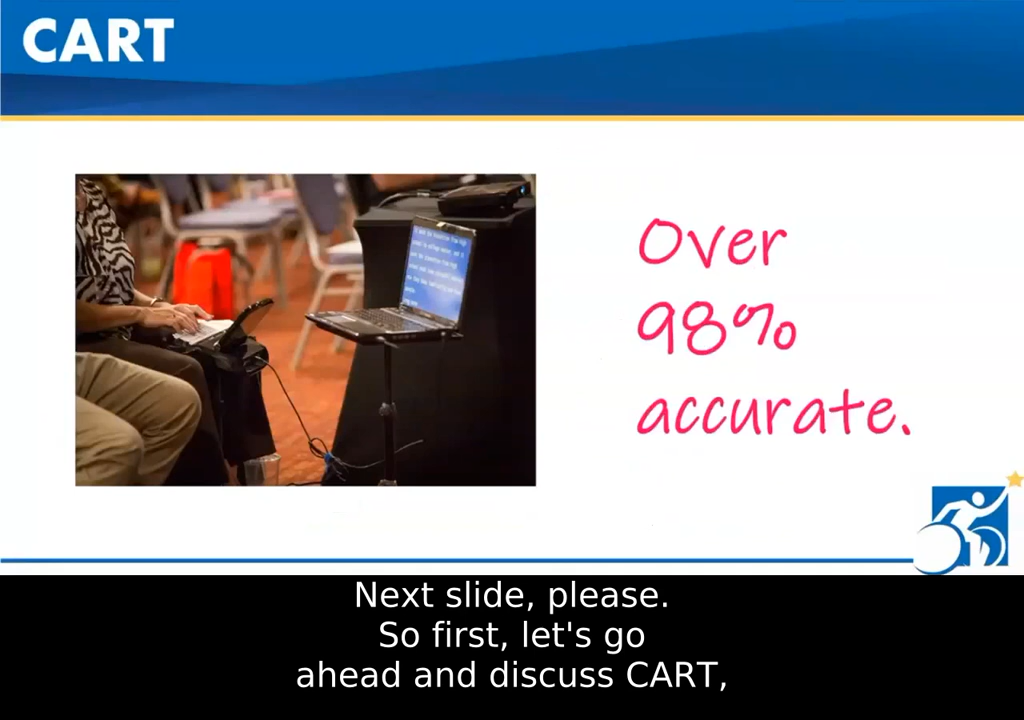 CART
Over
98%
accurate.
Next slide, please.
So first, let's go
ahead and discuss CART,